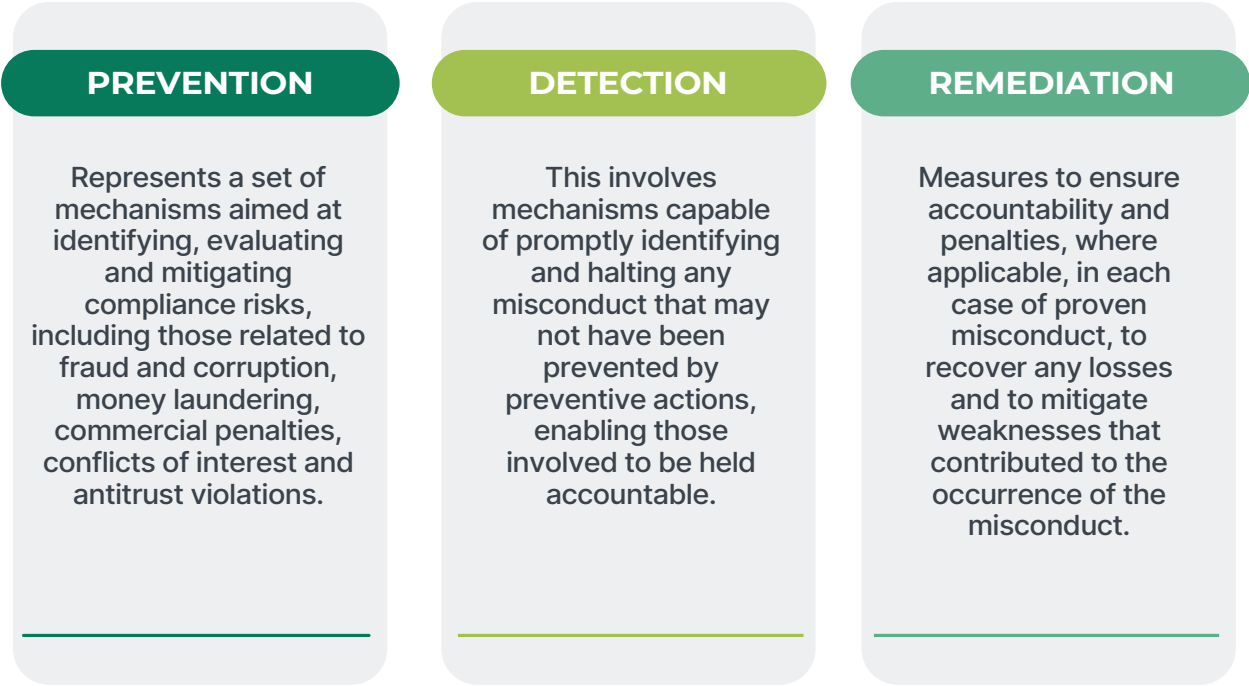 PREVENTION
Represents a set of
mechanisms aimed at
identifying, evaluating
and mitigating
compliance risks,
including those related to
fraud and corruption,
money laundering,
commercial penalties,
conflicts of interest and
antitrust violations.
DETECTION
This involves
mechanisms capable
of promptly identifying
and halting any
misconduct that may
not have been
prevented by
preventive actions,
enabling those
involved to be held
accountable.
REMEDIATION
Measures to ensure
accountability and
penalties, where
applicable, in each
case of proven
misconduct, to
recover any losses
and to mitigate
weaknesses that
contributed to the
occurrence of the
misconduct.